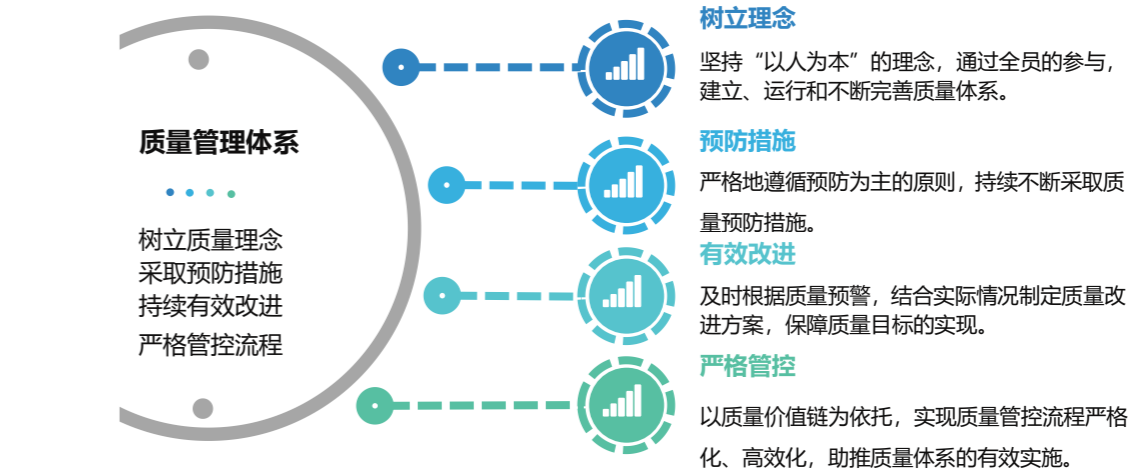 质量管理体系
树立质量理念
采取预防措施
持续有效改进
严格管控流程
树立理念
坚持“以人为本”的理念，通过全员的参与，
建立、运行和不断完善质量体系。
预防措施
严格地遵循预防为主的原则，持续不断采取质
量预防措施。
有效改进
及时根据质量预警，结合实际情况制定质量改
进方案，保障质量目标的实现。
严格管控
以质量价值链为依托，实现质量管控流程严格
化、高效化，助推质量体系的有效实施。